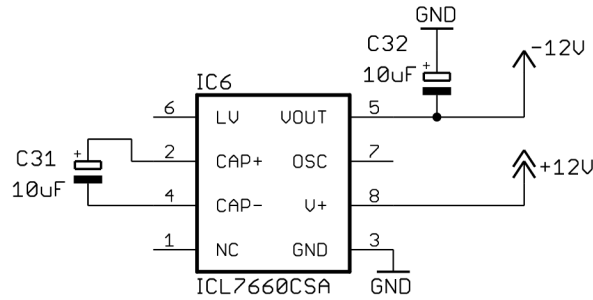 GND
C32
-12V
10uF
+
IC6
6 LV VOUT 5
C31
+
2 CAP+ OSC 7
+12V
10uF
4 CAP- V+ 8
1 NC GND 3
ICL7660CSA
GND